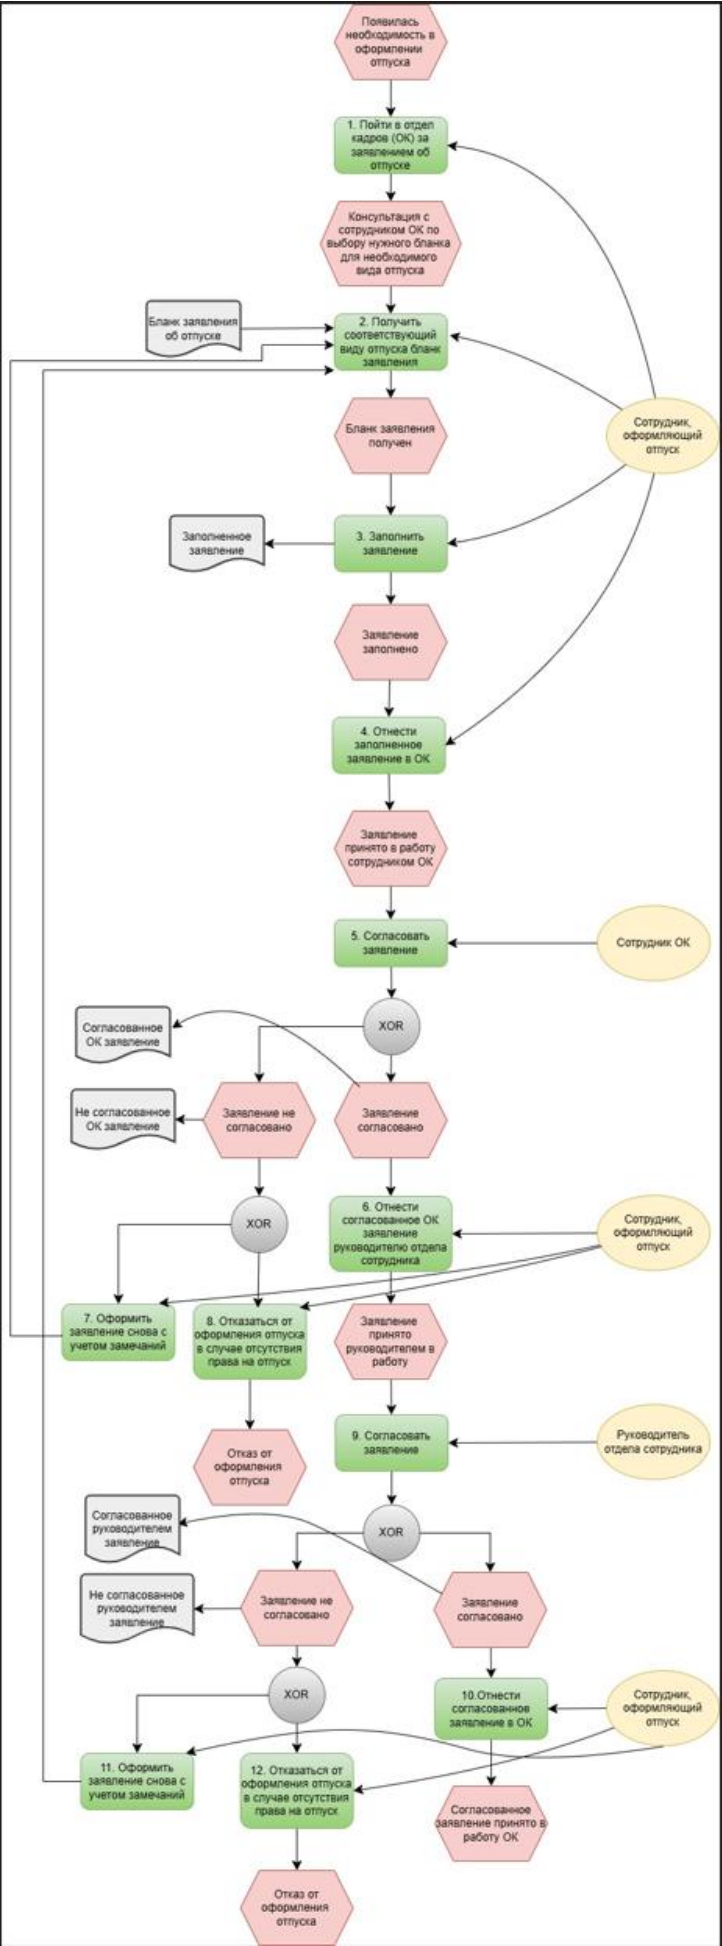 Появилась
необходимость в
оформлении
отпуска
1. Пойти в отдел
кадров (ОК) за
заявлением об
отпуске
Консультация с
сотрудником ОК по
выбору нужного бланка
для необходимого
вида отпуска
Бланк заявления
об отпуске
2. Получить
соответствующий
виду отпуска бланк
заявления
Бланк заявления
получен
Сотрудник,
оформляющий
отпуск
Заполненное
заявление
3. Заполнить
заявление
Заявление
заполнено
4. Отнести
заполненное
заявление в ОК
Заявление
принято в работу
сотрудником ОК
5. Согласовать
заявление
Сотрудник ОК
XOR
Согласованное
ОК заявление
Не согласованное
ОК заявление
Заявление не
согласовано
Заявление
согласовано
XOR
6. Отнести
согласованное ОК
заявление
руководителю отдела
сотрудника
Сотрудник,
оформляющий
отпуск
7. Оформить
заявление снова с
учетом замечаний
8. Отказаться от
оформления отпуска
в случае отсутствия
права на отпуск
Заявление
принято
руководителем в
работу
Отказ от
оформления
отпуска
9. Согласовать
заявление
Руководитель
отдела сотрудника
XOR
Согласованное
руководителем
заявление
Не согласованное
руководителем
заявление
Заявление не
согласовано
Заявление
согласовано
XOR
10.Отнести
согласованное
заявление в ОК
Сотрудник,
оформляющий
отпуск
11. Оформить
заявление снова с
учетом замечаний
12. Отказаться от
оформления отпуска
в случае отсутствия
права на отпуск
Согласованное
заявление принято в
работу ОК
Отказ от
оформления
отпуска